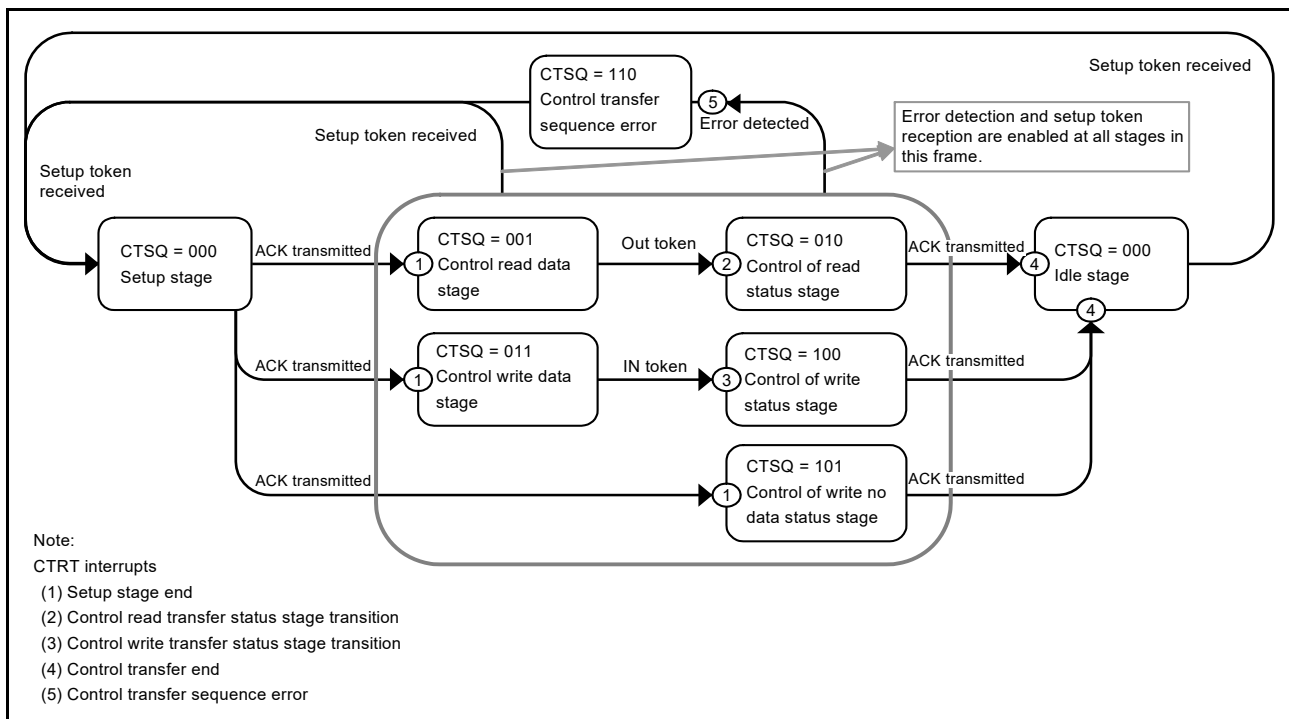 Setup token received
CTSQ = 110
Control transfer
sequence error
5
Error detected
Setup token received
Error detection and setup token
reception are enabled at all stages in
this frame.
Setup token
received
CTSQ = 000
Setup stage
ACK transmitted
1
CTSQ = 001
Control read data
stage
Out token
2
CTSQ = 010
Control of read
status stage
ACK transmitted
4
CTSQ = 000
Idle stage
4
ACK transmitted
1
CTSQ = 011
Control write data
stage
IN token
3
CTSQ = 100
Control of write
status stage
ACK transmitted
ACK transmitted
1
CTSQ = 101
Control of write no
data status stage
ACK transmitted
Note:
CTRT interrupts
(1) Setup stage end
(2) Control read transfer status stage transition
(3) Control write transfer status stage transition
(4) Control transfer end
(5) Control transfer sequence error